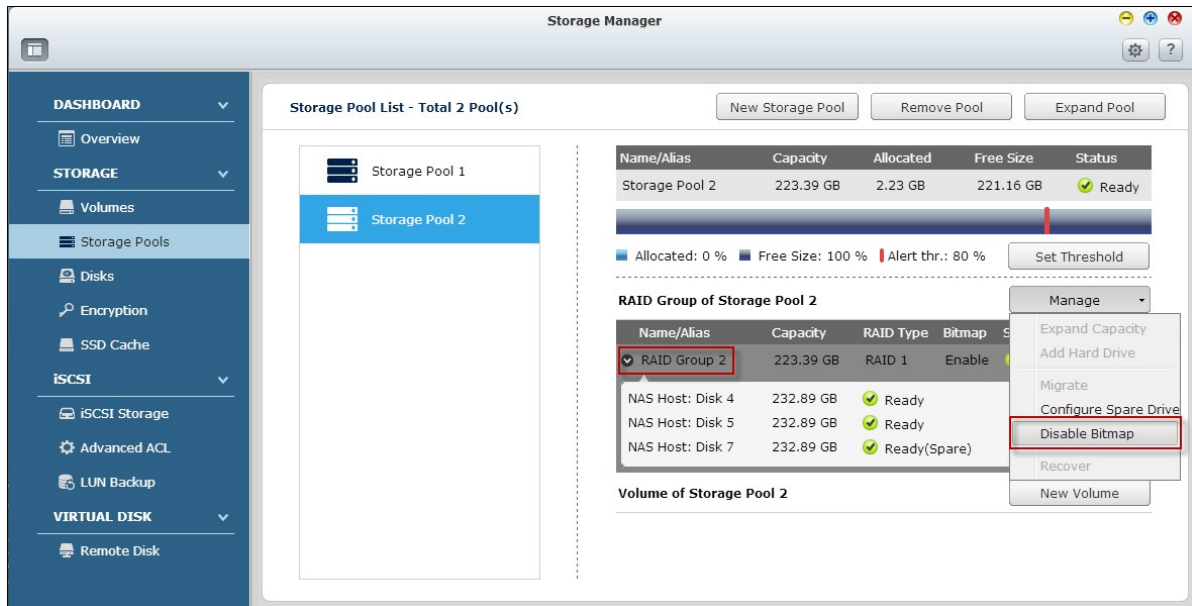 Storage Manager
?
DASHBOARD
Overview
STORAGE
Volumes
Storage Pools
Disks
Encryption
SSD Cache
iSCSI
iSCSI Storage
Advanced ACL
LUN Backup
VIRTUAL DISK
Remote Disk
Storage Pool List - Total 2 Pool(s) New Storage Pool Remove Pool Expand Pool
Storage Pool 1
Storage Pool 2
Name/Alias Capacity Allocated Free Size Status
Storage Pool 2 223.39 GB 2.23 GB 221.16 GB Ready
Allocated: 0 % Free Size: 100 % Alert thr.: 80 % Set Threshold
RAID Group of Storage Pool 2 Manage
Name/Alias Capacity RAID Type Bitmap S
RAID Group 2 223.39 GB RAID 1 Enable
NAS Host: Disk 4 232.89 GB Ready
NAS Host: Disk 5 232.89 GB Ready
NAS Host: Disk 7 232.89 GB Ready(Spare)
Expand Capacity
Add Hard Drive
Migrate
Configure Spare Drive
Disable Bitmap
Recover
Volume of Storage Pool 2 New Volume